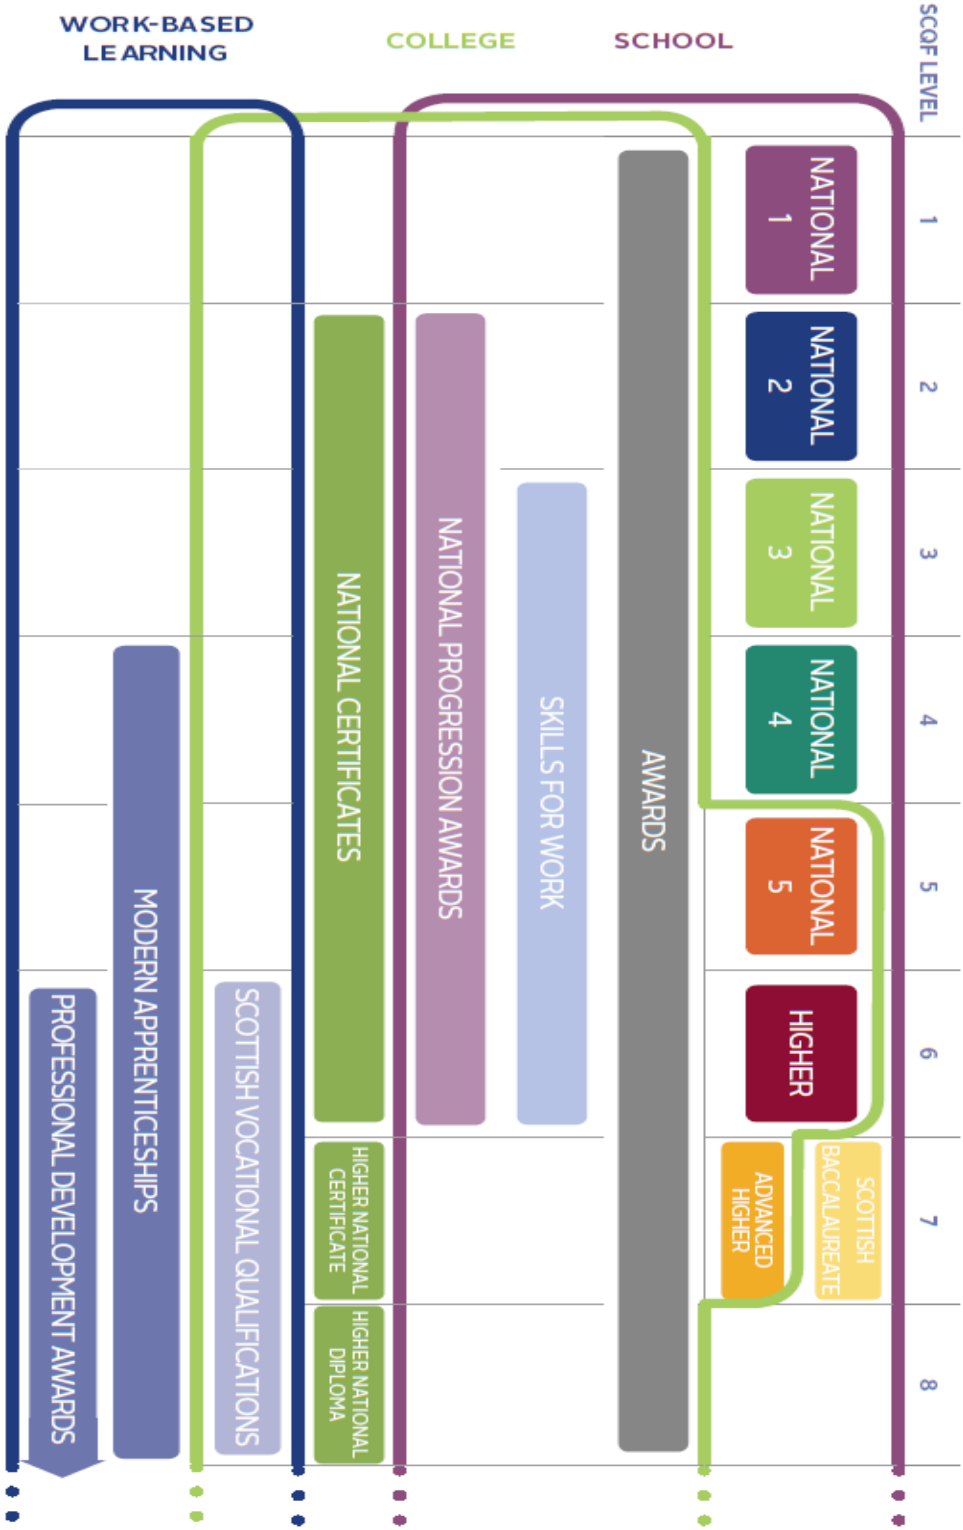 WORK-BASED
LEARNING
COLLEGE
SCHOOL
SCQF LEVEL
1
2
3
4
5
6
7
8
NATIONAL
1
NATIONAL
2
NATIONAL
3
NATIONAL
4
NATIONAL
5
HIGHER
SCOTTISH
BACCALAUREATE
ADVANCED
HIGHER
AWARDS
SKILLS FOR WORK
NATIONAL PROGRESSION AWARDS
NATIONAL CERTIFICATES
HIGHER NATIONAL
CERTIFICATE
HIGHER NATIONAL
DIPLOMA
SCOTTISH VOCATIONAL QUALIFICATIONS
MODERN APPRENTICESHIPS
PROFESSIONAL DEVELOPMENT AWARDS